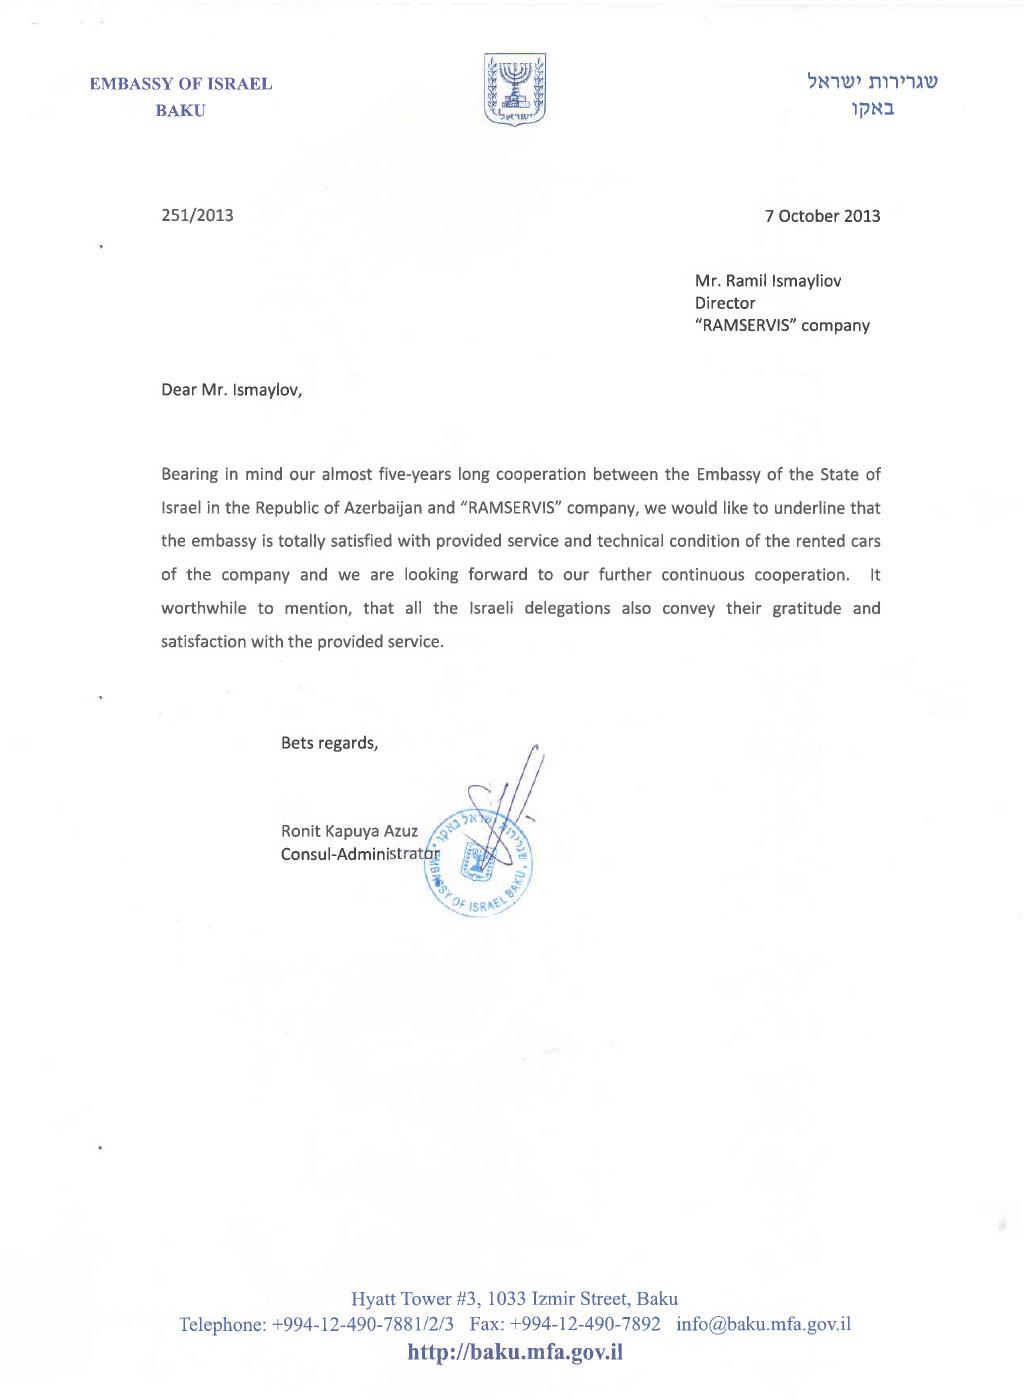 EMBASSY OF ISRAEL
BAKU
שגרירות ישראל
באקו
ישראל
251/2013
7 October 2013
Mr. Ramil Ismayliov
Director
“RAMSERVIS” company
Dear Mr. Ismaylov,
Bearing in mind our almost five-years long cooperation between the Embassy of the State of
Israel in the Republic of Azerbaijan and “RAMSERVIS” company, we would like to underline that
the embassy is totally satisfied with provided service and technical condition of the rented cars
of the company and we are looking forward to our further continuous cooperation. It
worthwhile to mention, that all the Israeli delegations also convey their gratitude and
satisfaction with the provided service.
Bets regards,
Ronit Kapuya Azuz
Consul-Administrator
שגרירות ישראל באקו
EMBASSY OF ISRAEL BAKU
Hyatt Tower #3, 1033 Izmir Street, Baku
Telephone: +994-12-490-7881/2/3 Fax: +994-12-490-7892 info@baku.mfa.gov.il
http://baku.mfa.gov.il